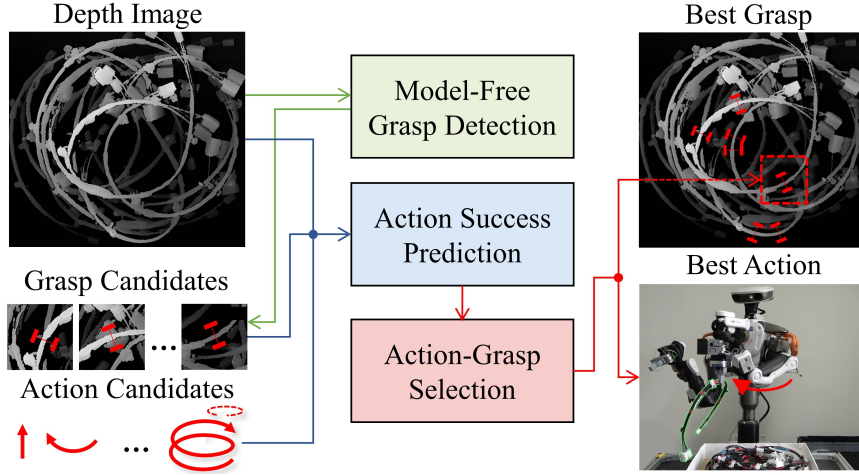 Depth Image
Best Grasp
Model-Free
Grasp Detection
Action Success
Prediction
Grasp Candidates
...
Best Action
Action-Grasp
Selection
Action Candidates
...